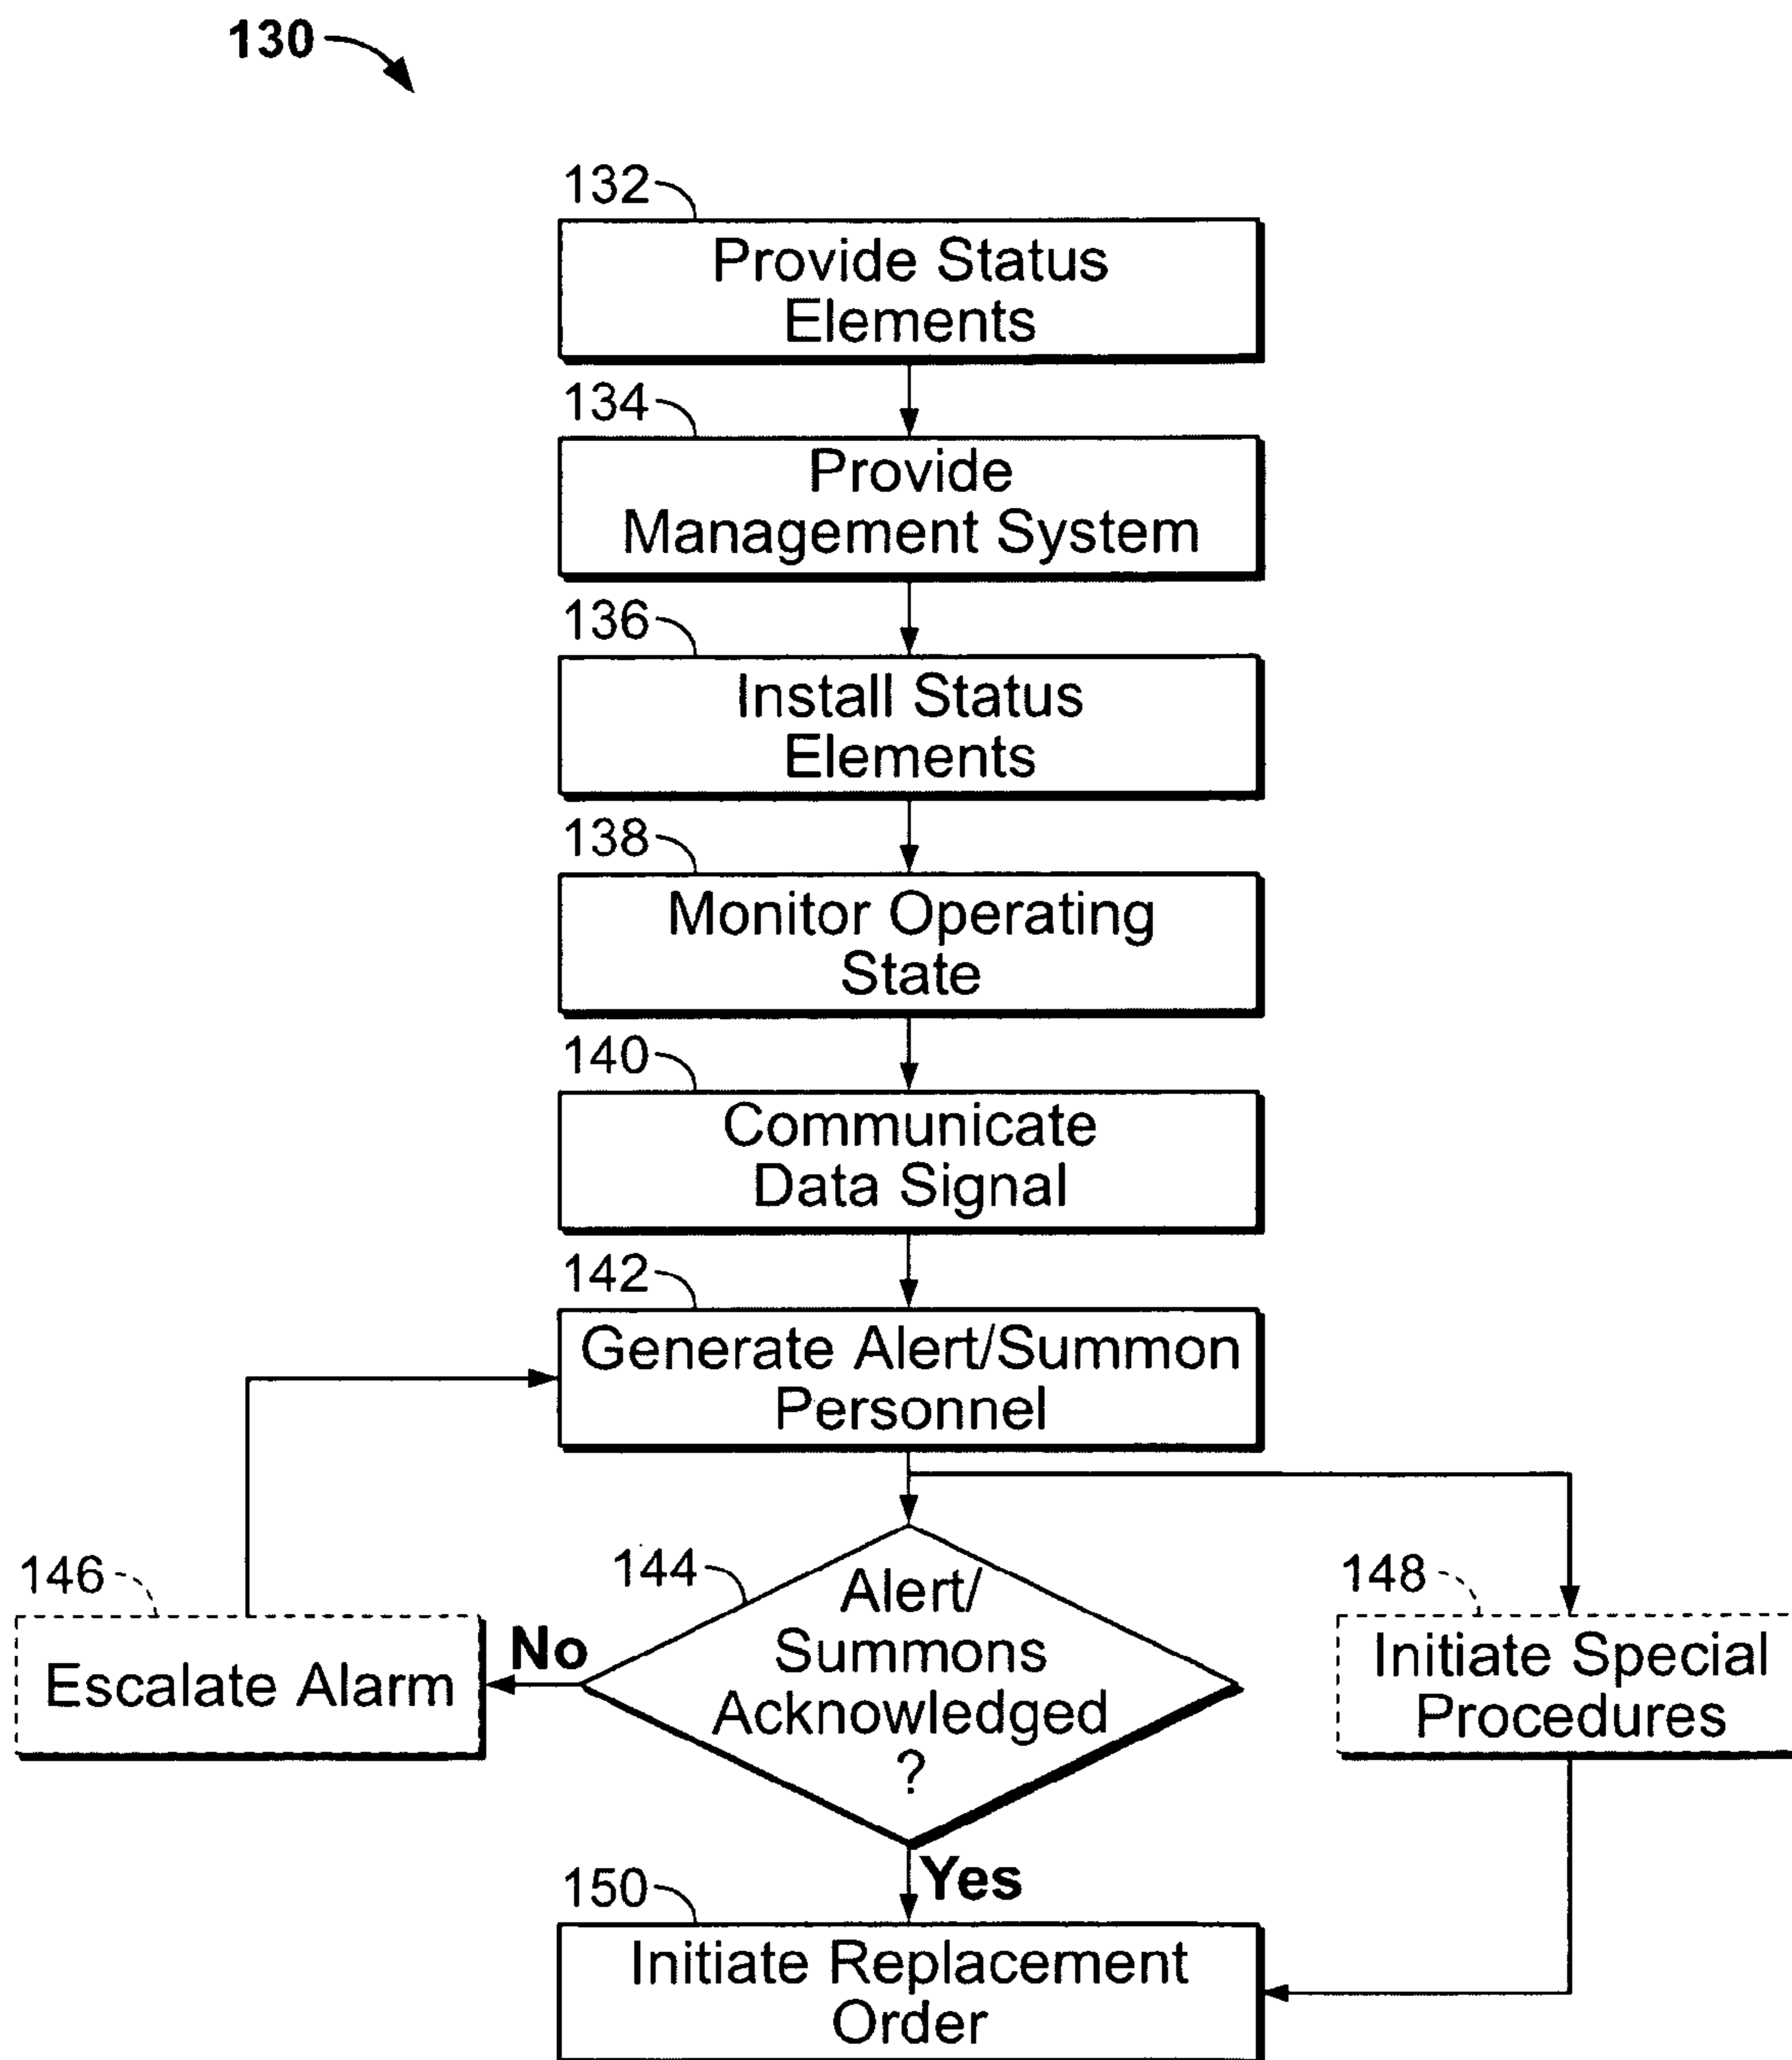 130
132
Provide Status
Elements
134
Provide
Management System
136
Install Status
Elements
138
Monitor Operating
State
140
Communicate
Data Signal
142
Generate Alert/Summon
Personnel
146
Escalate Alarm
No
144
Alert/
Summons
Acknowledged
?
148
Initiate Special
Procedures
Yes
150
Initiate Replacement
Order